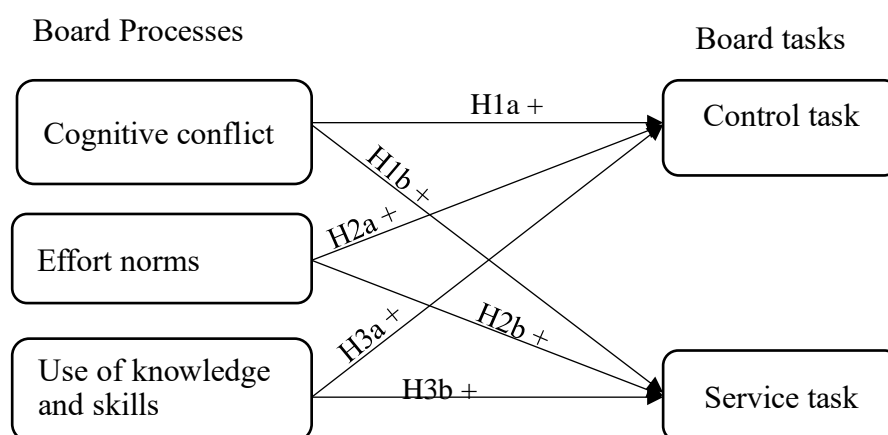 Board Processes
Board tasks
Cognitive conflict
H1a +
Control task
H1b +
H2a +
Effort norms
H2b +
H3a +
Use of knowledge
and skills
H3b +
Service task